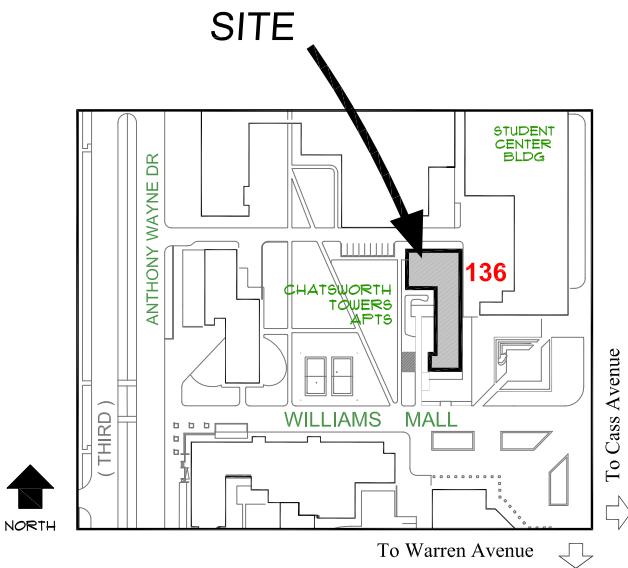 SITE
STUDENT
CENTER
BLDG
ANTHONY WAYNE DR
136
CHATSWORTH
TOWERS
APTS
WILLIAMS MALL
( THIRD )
To Cass Avenue
NORTH
To Warren Avenue